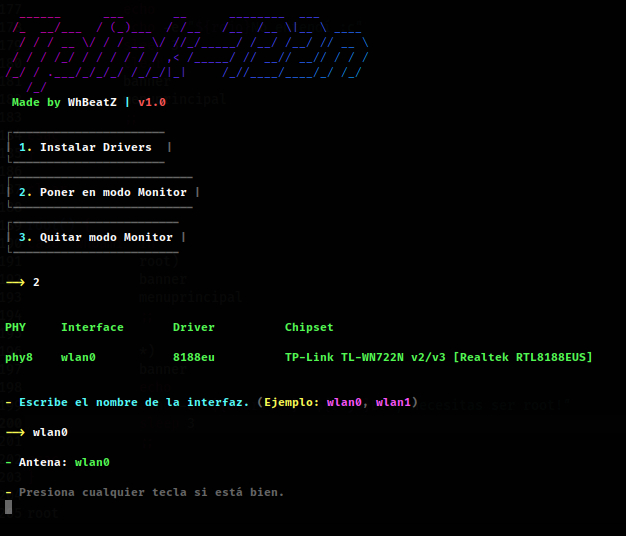 Made by WhBeatZ | v1.0
1. Instalar Drivers
2. Poner en modo Monitor
3. Quitar modo Monitor
—> 2
PHY Interface Driver Chipset
phy8 wlan0 8188eu TP-Link TL-WN722N v2/v3 [Realtek RTL8188EUS]
- Escribe el nombre de la interfaz. (Ejemplo: wlan0, wlan1)
—> wlan0
- Antena: wlan0
- Presiona cualquier tecla si está bien.